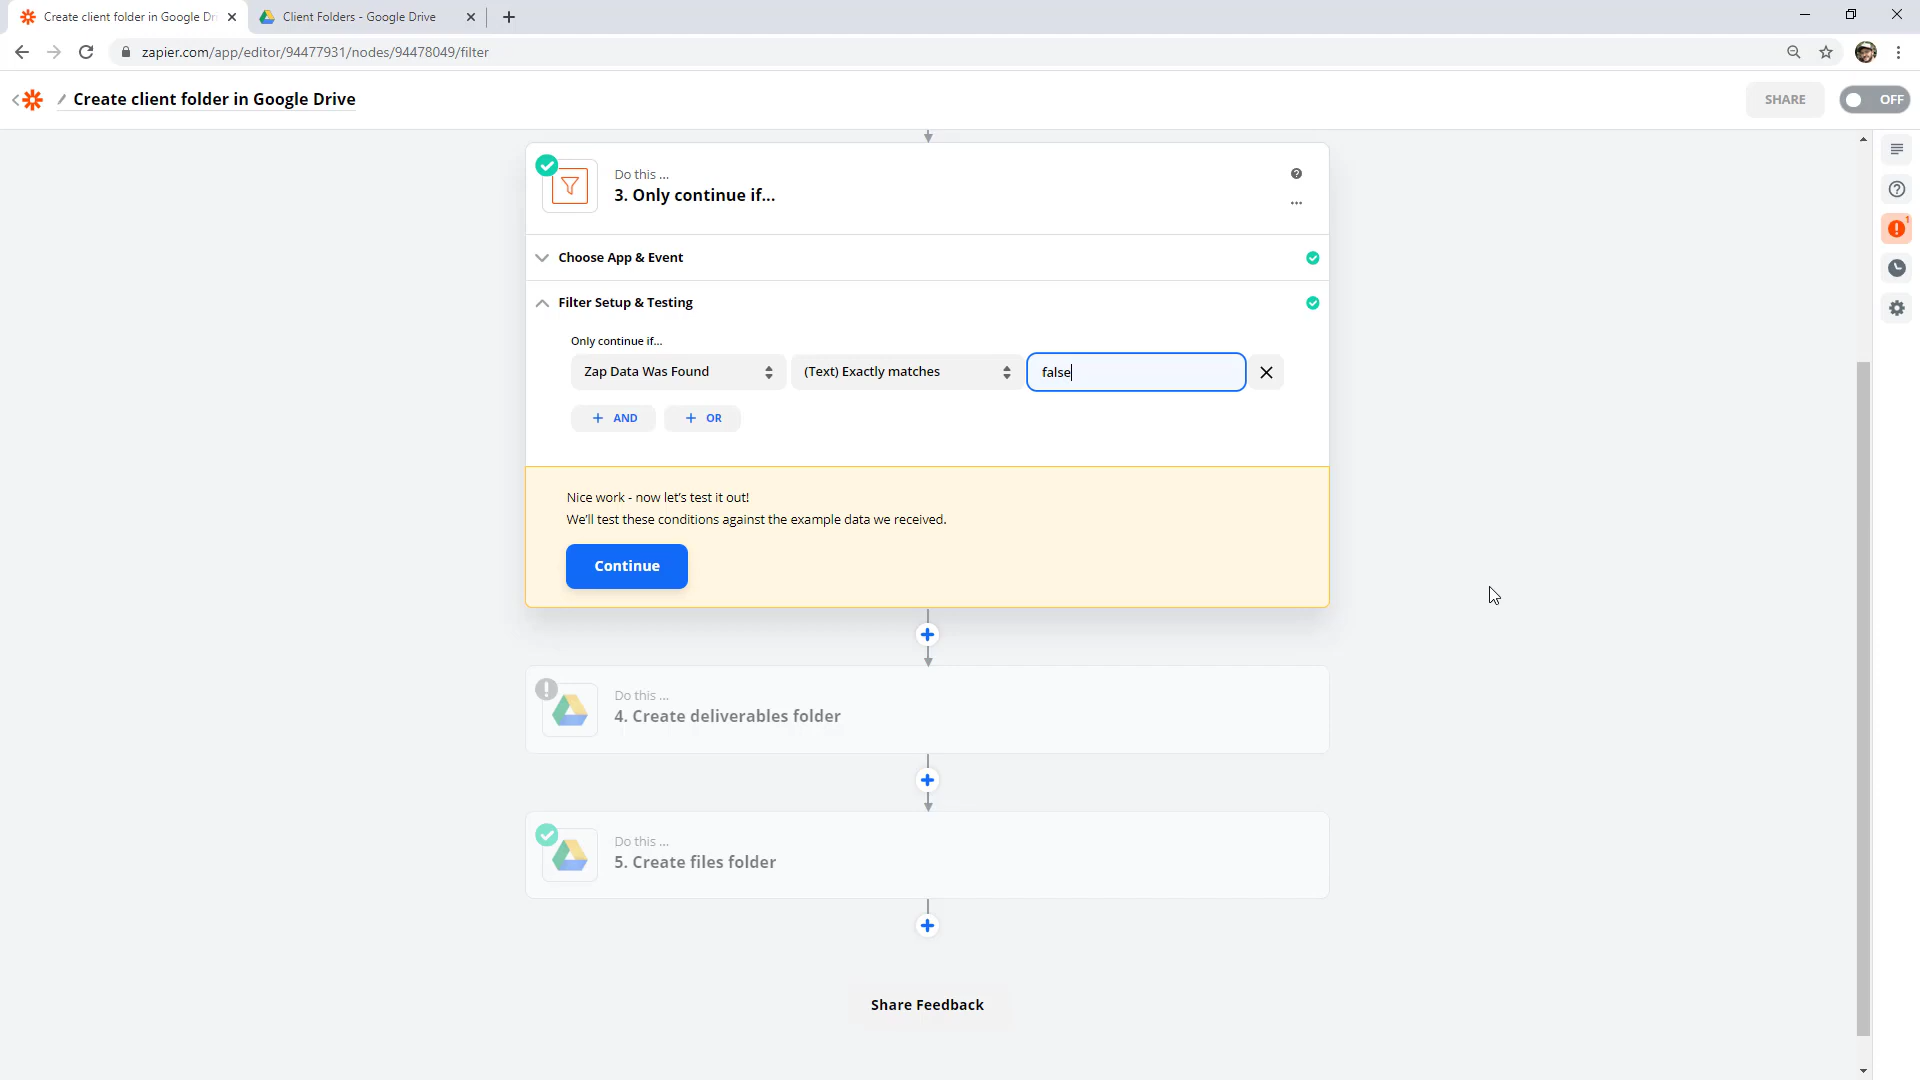 Create client folder in Google Dri
Client Folders - Google Drive
zapier.com/app/editor/94477931/nodes/94478049/filter
Create client folder in Google Drive
SHARE
OFF
Do this ...
3. Only continue if...
Choose App & Event
Filter Setup & Testing
Only continue if...
Zap Data Was Found
(Text) Exactly matches
false
+ AND
+ OR
Nice work - now let's test it out!
We'll test these conditions against the example data we received.
Continue
Do this ...
4. Create deliverables folder
Do this ...
5. Create files folder
Share Feedback
1